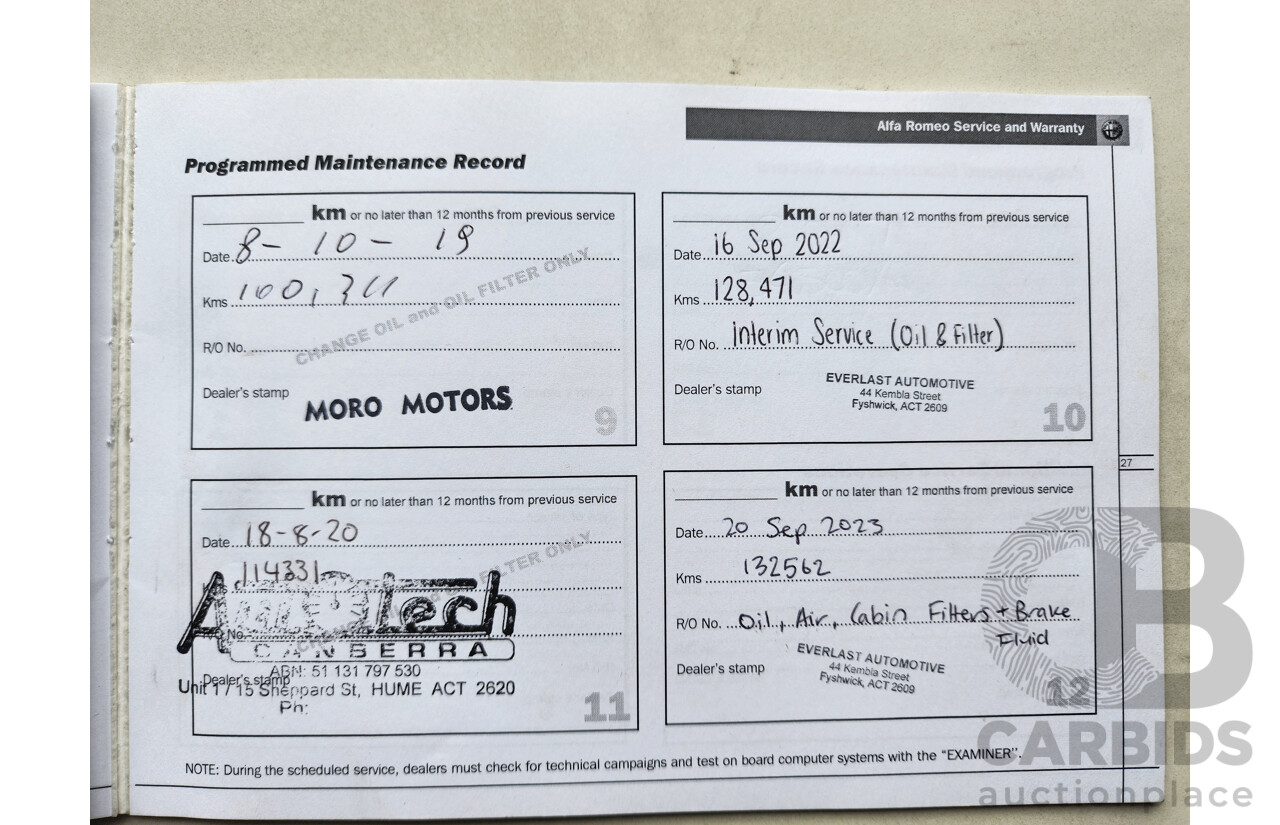 Alfa Romeo Service and Warranty
Programmed Maintenance Record
km or no later than 12 months from previous service
Date 8 - 10 - 19
Kms
R/O No.
CHANGE OIL and OIL FILTER ONLY
Dealer's stamp
MORO MOTORS
9
km or no later than 12 months from previous service
Date 16 Sep 2022
Kms 128,471
R/O No. Interim Service (Oil & Filter)
Dealer's stamp
EVERLAST AUTOMOTIVE
44 Kembla Street
Fyshwick, ACT 2609
10
km or no later than 12 months from previous service
Date 18-8-20
114331
FILTER ONLY
No.
CANBERRA
ABN: 51 131 797 530
Dealer's stamp
Unit 1 / 15 Sheppard St, HUME ACT 2620
Ph:
11
km or no later than 12 months from previous service
Date 20 Sep 2023
Kms 132562
R/O No. Oil, Air, Cabin Filters + Brake
Fluid
Dealer's stamp
EVERLAST AUTOMOTIVE
44 Kembla Street
Fyshwick, ACT 2609
12
27
NOTE: During the scheduled service, dealers must check for technical campaigns and test on board computer systems with the "EXAMINER".
CB
CARBIDS
auctionplace